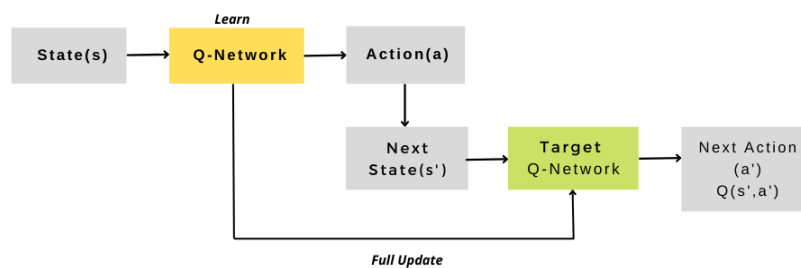 Learn
State(s)
Q-Network
Action(a)
Next
State(s')
Target
Q-Network
Next Action
(a')
Q(s',a')
Full Update